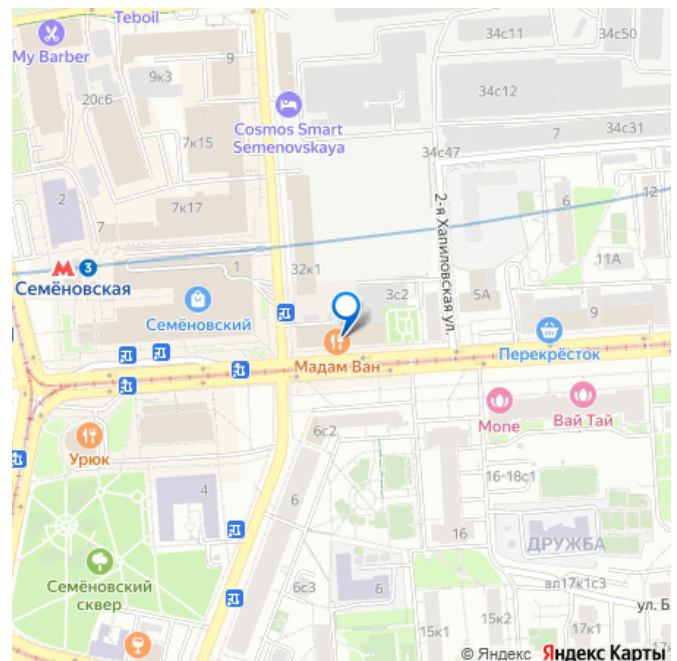 Teboil
My Barber
9к3
9
34с11
34с50
20с6
34с12
Cosmos Smart
Semenovskaya
7к15
34с47
7
34с31
2
7
7к17
2-я Хапиловская ул.
6
12
11А
1
32к1
М 3
Семёновская
Семёновский
3с2
5А
9
Перекрёсток
Мадам Ван
Mone
Вай Тай
Урюк
6с2
4
6
16-18с1
16
ДРУЖБА
Семёновский
сквер
6с3
6
вл17к1с3
15к1
15к2
17к1
ул. Б
© Яндекс Яндекс Карты